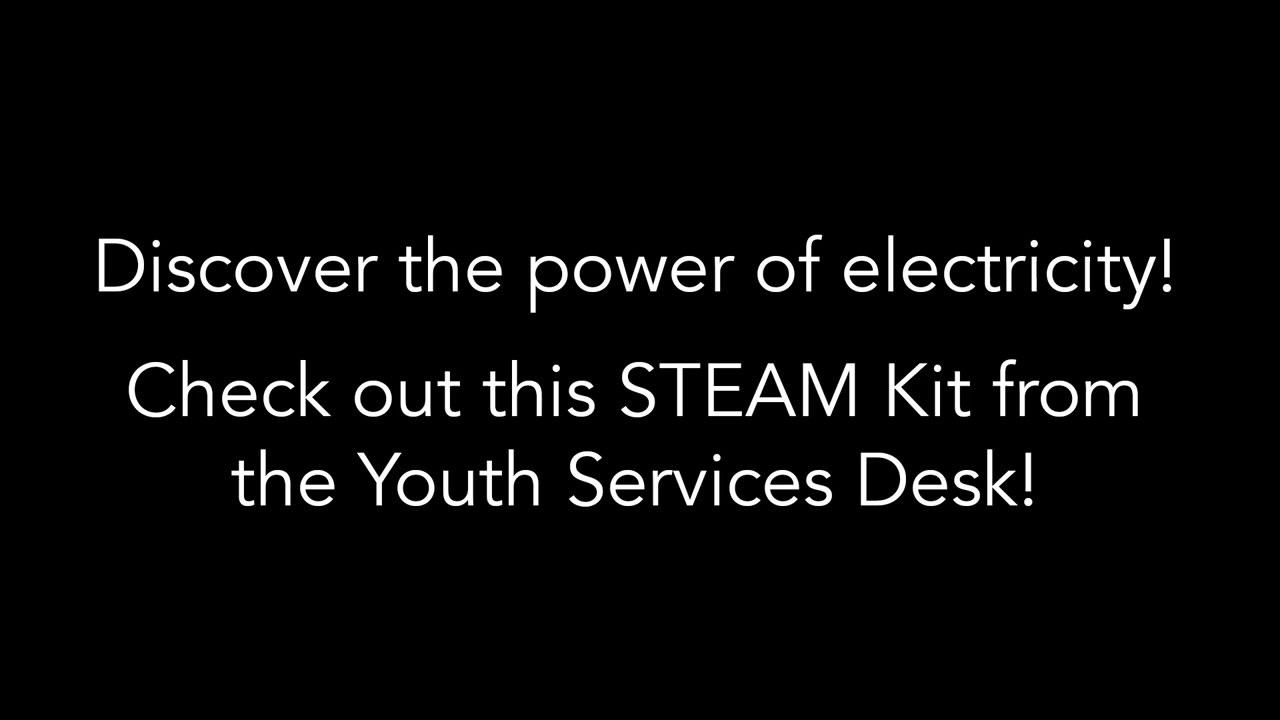 Discover the power of electricity!
Check out this STEAM Kit from
the Youth Services Desk!